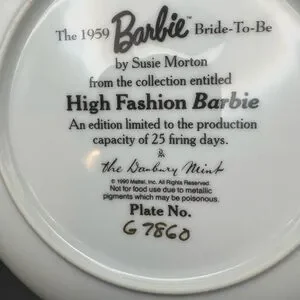 The 1959 Barbie Bride-To-Be
by Susie Morton
from the collection entitled
High Fashion Barbie
An edition limited to the production
capacity of 25 firing days.
&
The Danbury Mint
© 1990 Mattel, Inc. All Rights Reserved
Not for food use due to metallic
pigments which may be poisonous.
Plate No.
G7860